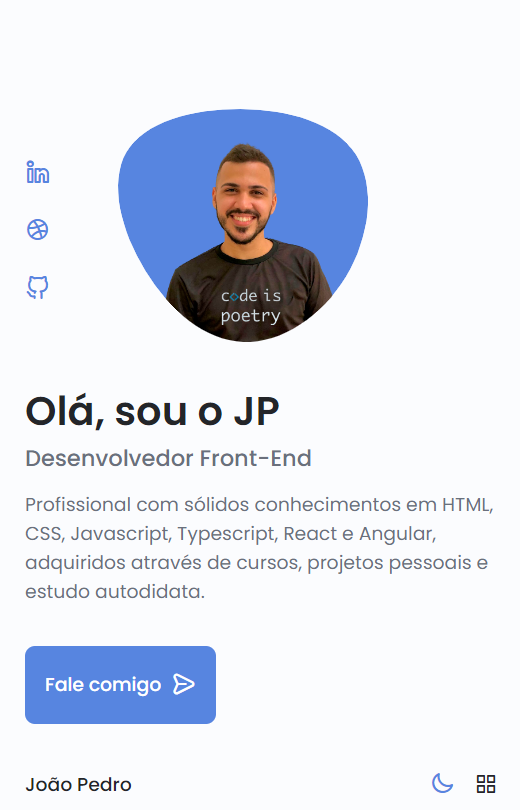 code is
poetry
Olá, sou o JP
Desenvolvedor Front-End
Profissional com sólidos conhecimentos em HTML,
CSS, Javascript, Typescript, React e Angular,
adquiridos através de cursos, projetos pessoais e
estudo autodidata.
Fale comigo
João Pedro